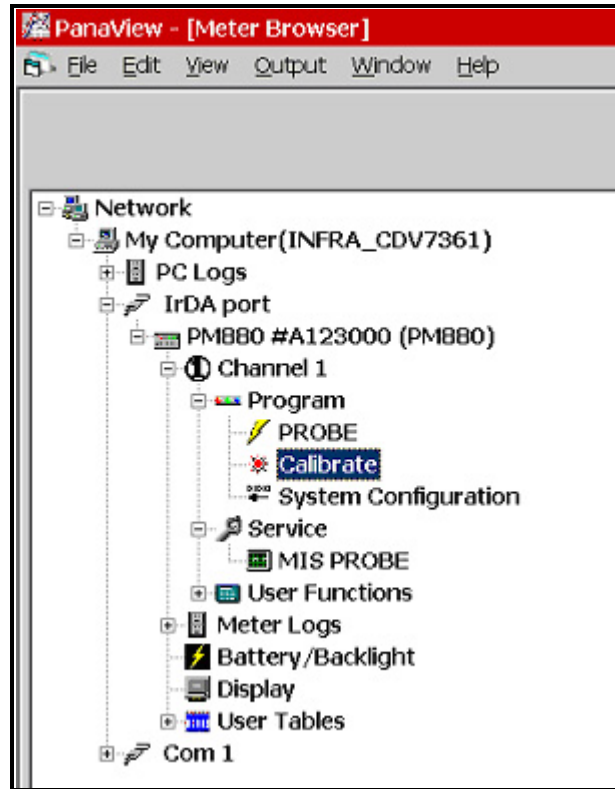 PanaView - [Meter Browser]
File Edit View Output Window Help
Network
My Computer(INFRA_CDV7361)
PC Logs
IrDA port
PM880 #A123000 (PM880)
Channel 1
Program
PROBE
Calibrate
System Configuration
Service
MIS PROBE
User Functions
Meter Logs
Battery/Backlight
Display
User Tables
Com 1